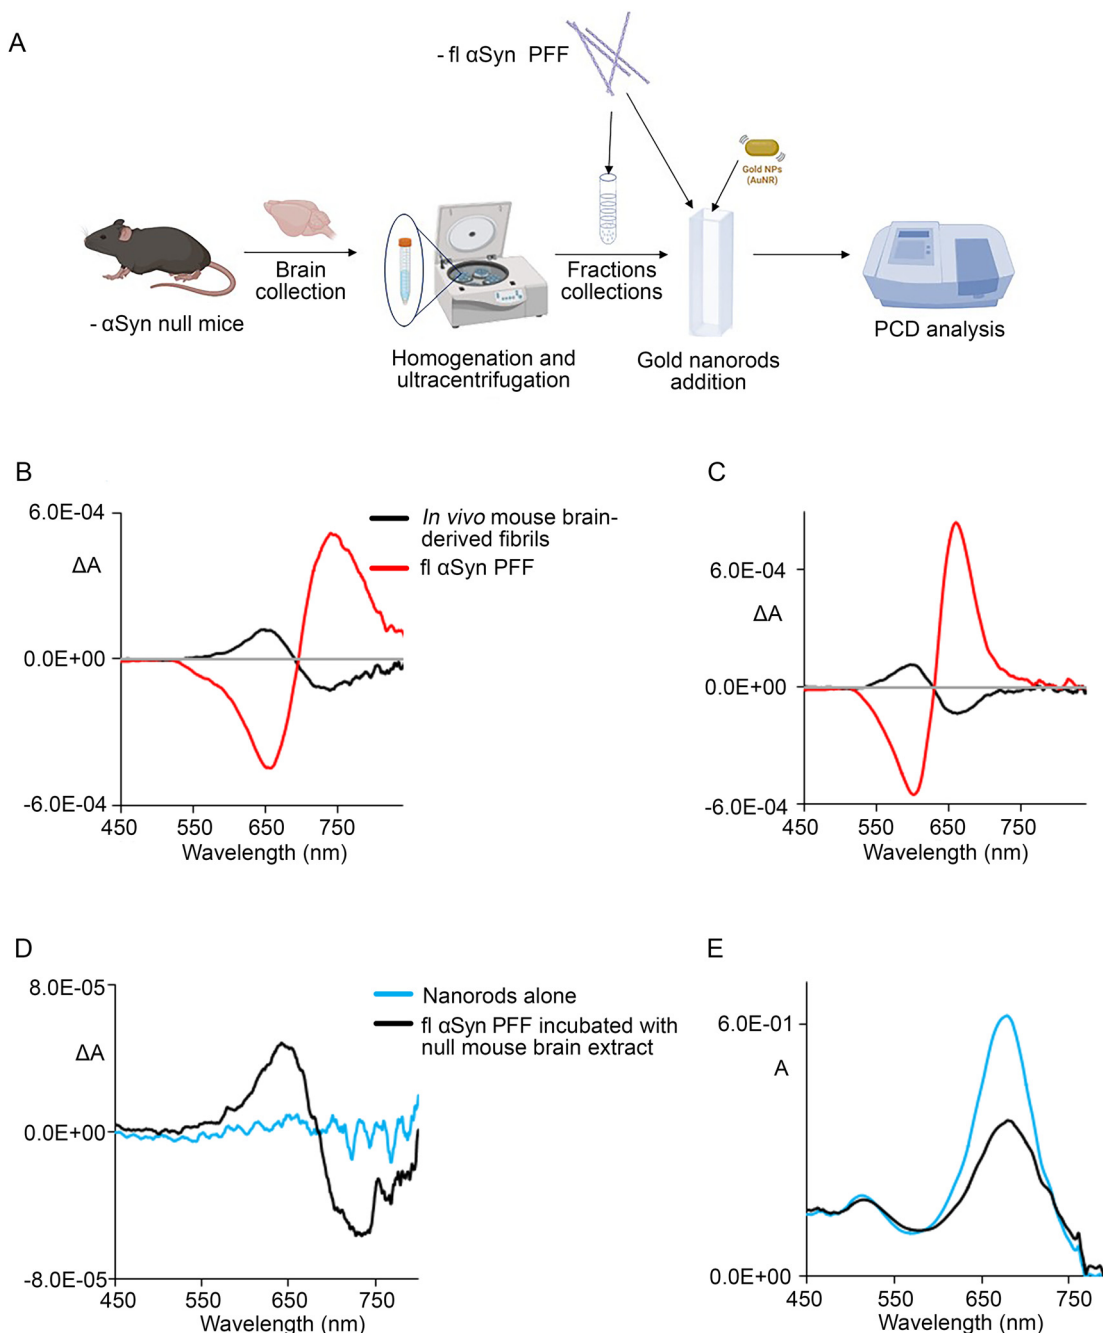 A
- fl αSyn PFF
Gold NPs
(AuNR)
- αSyn null mice
Brain
collection
Homogenation and
ultracentrifugation
Fractions
collections
Gold nanorods
addition
PCD analysis
B
6.0E-04
ΔA
0.0E+00
-6.0E-04
450 550 650 750
Wavelength (nm)
In vivo mouse brain-
derived fibrils
fl αSyn PFF
C
6.0E-04
ΔA
0.0E+00
-6.0E-04
450 550 650 750
Wavelength (nm)
D
8.0E-05
ΔA
0.0E+00
-8.0E-05
450 550 650 750
Wavelength (nm)
Nanorods alone
fl αSyn PFF incubated with
null mouse brain extract
E
6.0E-01
A
0.0E+00
450 550 650 750
Wavelength (nm)